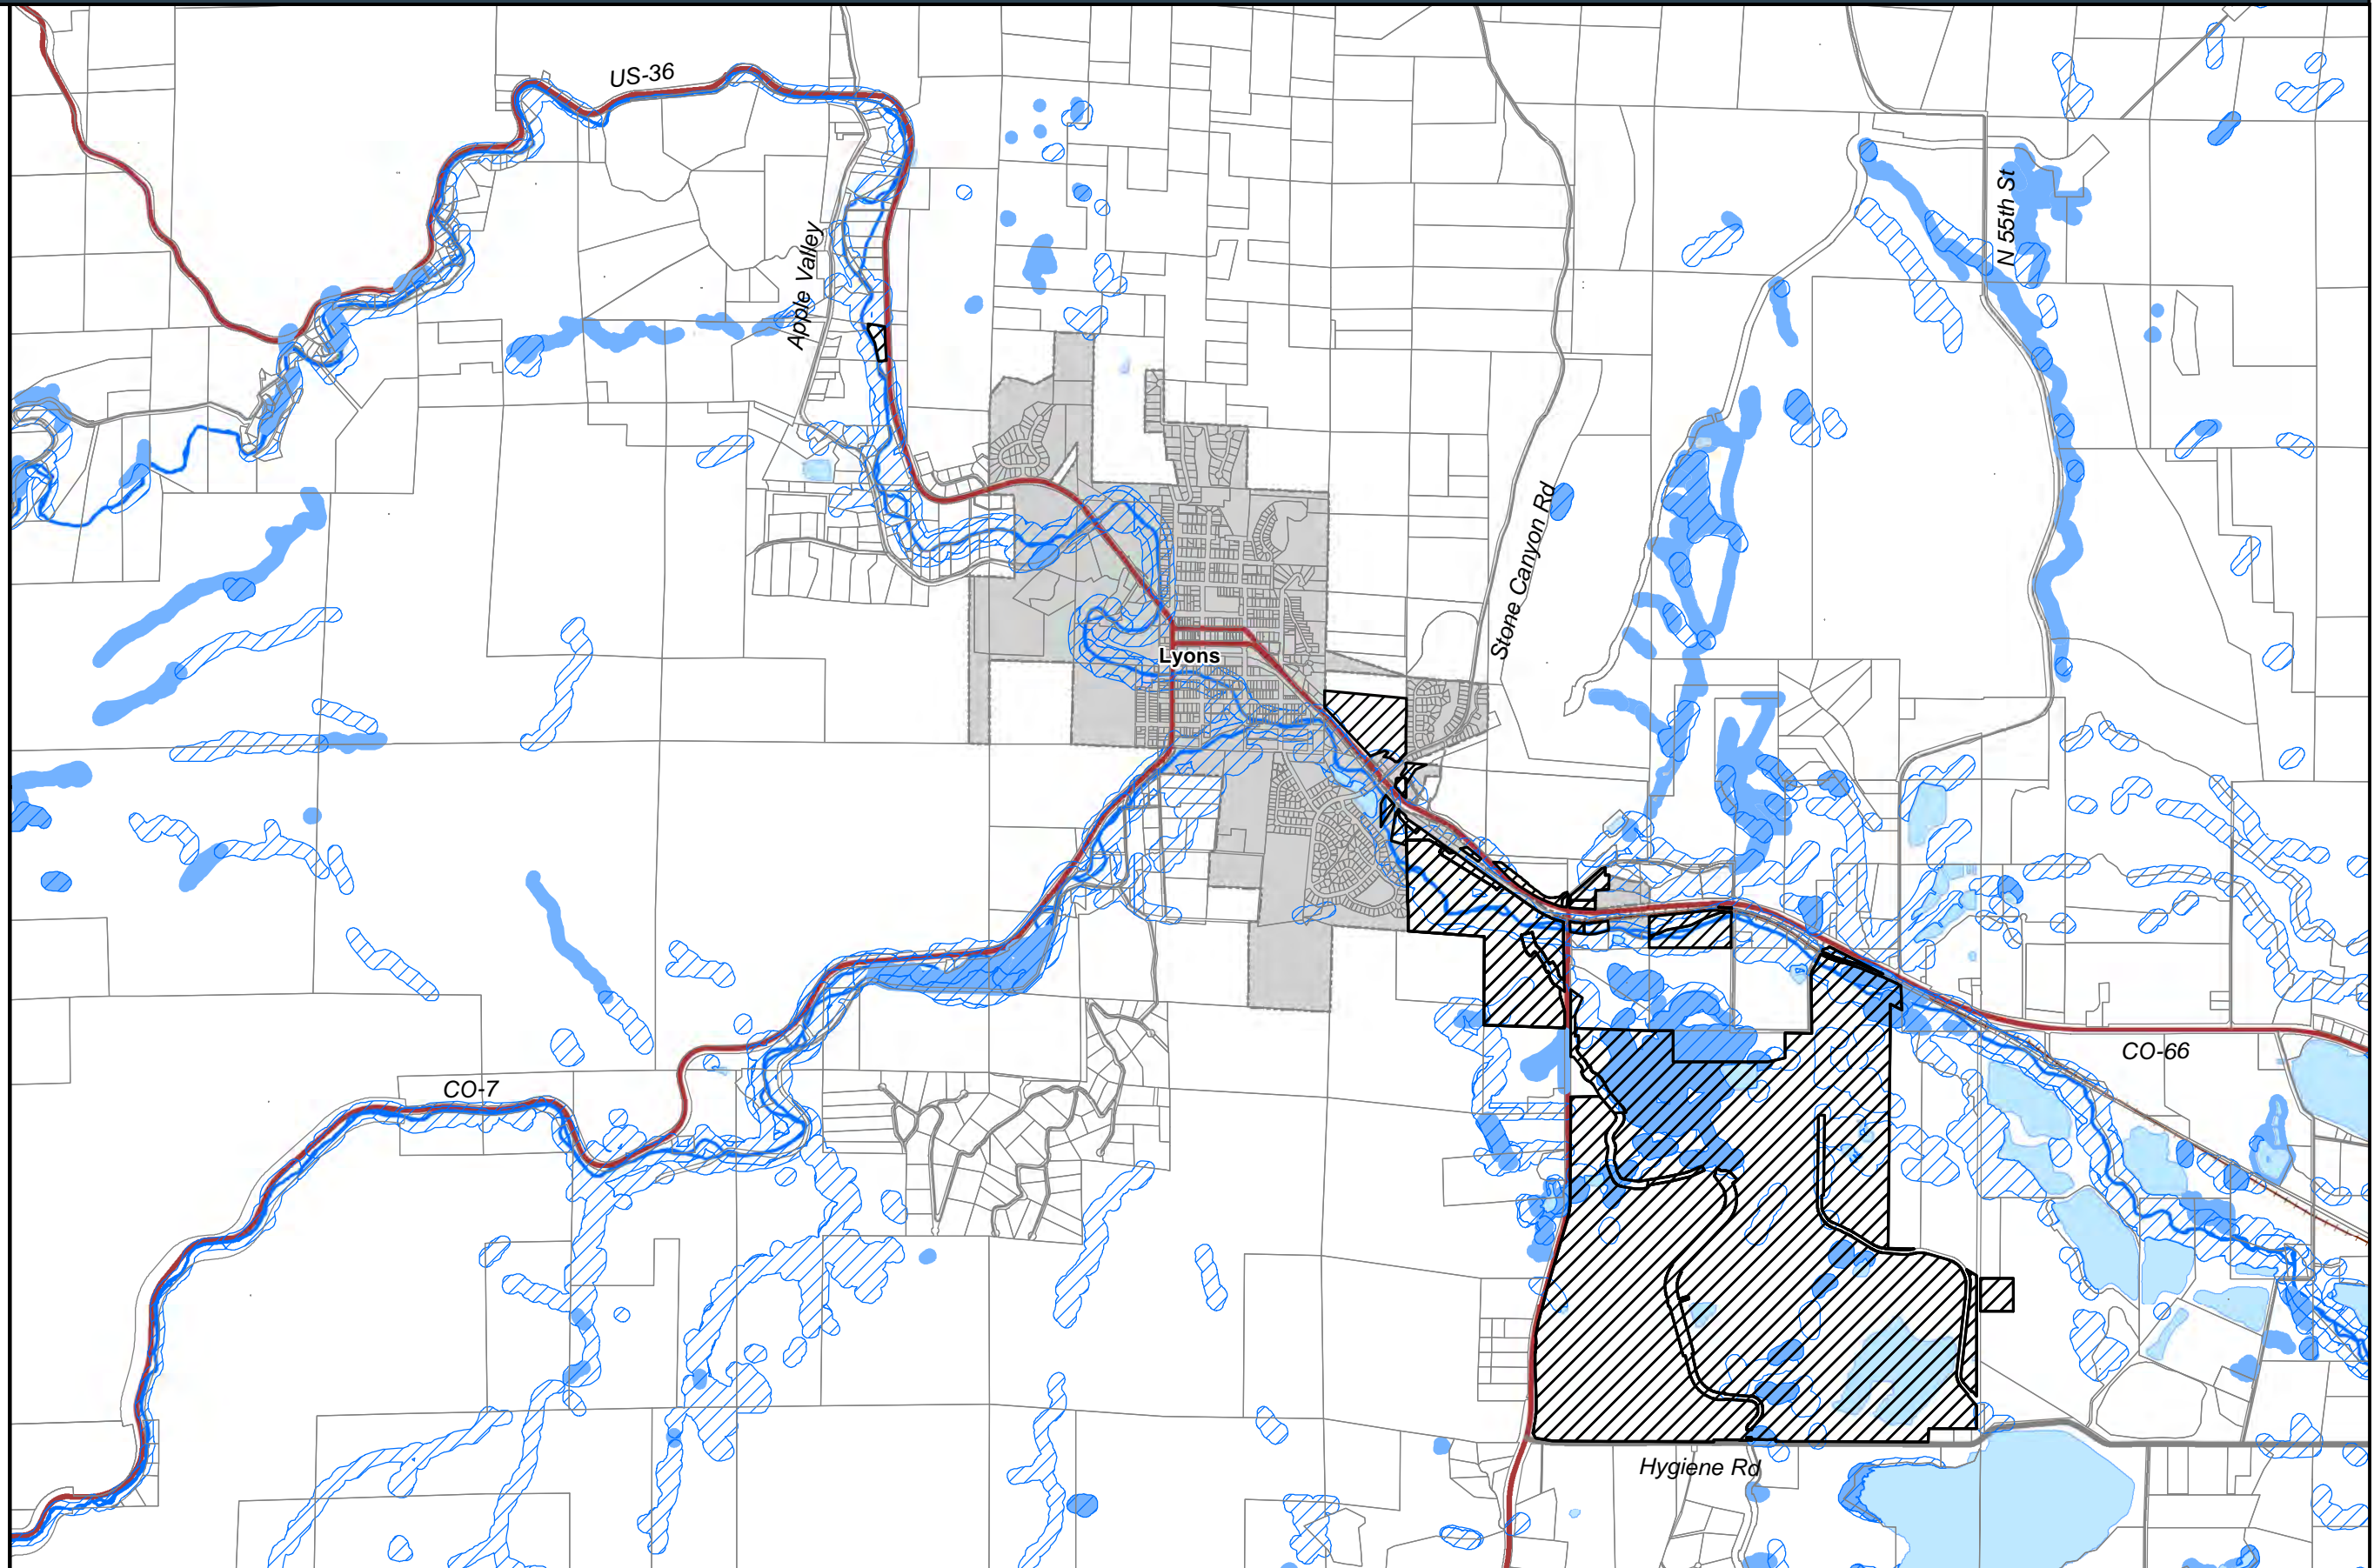 US-36
N 55th St
Apple Valley
Stone Canyon Rd
Lyons
CO-66
CO-7
Hygiene Rd